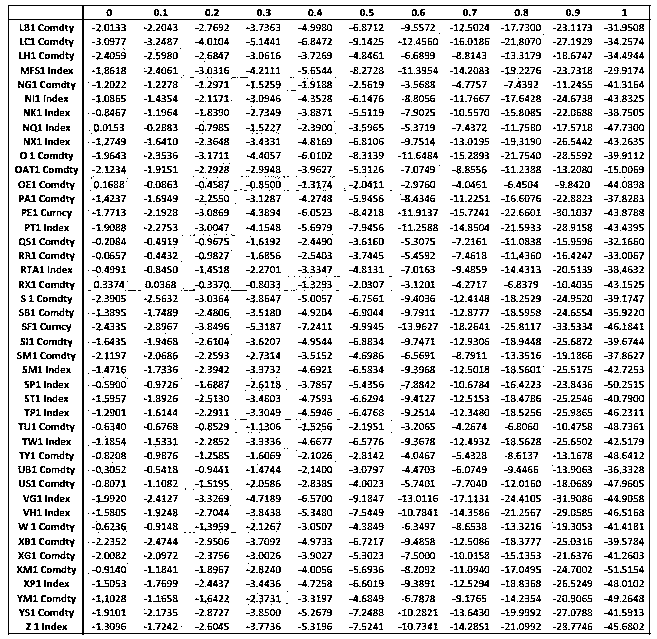 0 0.1 0.2 0.3 0.4 0.5 0.6 0.7 0.8 0.9 1
LB1 Comdty -2.0133 -2.2043 -2.7692 -3.7363 -4.9980 -6.8712 -9.5572 -12.5024 -17.7300 -23.1173 -31.9508
LC1 Comdty -3.0977 -3.2487 -4.0104 -5.1441 -6.8472 -9.1425 -12.4560 -16.0186 -21.8070 -27.1929 -34.2574
LH1 Comdty -2.4059 -2.5980 -2.6847 -3.0616 -3.7269 -4.8461 -6.6899 -8.8143 -13.3179 -18.6747 -34.4944
MFS1 Index -1.8618 -2.4061 -3.0316 -4.2111 -5.6544 -8.2728 -11.3954 -14.2083 -19.2276 -23.7318 -29.9174
NG1 Comdty -1.2022 -1.2278 -1.2971 -1.5259 -1.9188 -2.5619 -3.5688 -4.7757 -7.4392 -11.2465 -41.3164
NI1 Index -1.0865 -1.4354 -2.1171 -3.0946 -4.3528 -6.1476 -8.8056 -11.7667 -17.6428 -24.6738 -43.8325
NK1 Index -0.8467 -1.1964 -1.8390 -2.7349 -3.8871 -5.5119 -7.9025 -10.5570 -15.8085 -22.0688 -38.7505
NQ1 Index 0.0153 -0.2883 -0.7985 -1.5227 -2.3900 -3.5965 -5.3719 -7.4372 -11.7580 -17.5718 -47.7300
NX1 Index -1.2749 -1.6410 -2.3648 -3.4331 -4.8169 -6.8106 -9.7514 -13.0195 -19.3190 -26.5442 -43.2635
O 1 Comdty -1.9643 -2.3536 -3.1711 -4.4057 -6.0102 -8.3139 -11.6484 -15.2893 -21.7540 -28.5592 -39.9112
OAT1 Comdty -2.1234 -1.9151 -2.2928 -2.9948 -3.9627 -5.3126 -7.0749 -8.8556 -11.2388 -13.2080 -15.0069
OE1 Comdty 0.1688 -0.0863 -0.4587 -0.8500 -1.3174 -2.0411 -2.9760 -4.0461 -6.4504 -9.8420 -44.0898
PA1 Comdty -1.4237 -1.6949 -2.2550 -3.1287 -4.2748 -5.9456 -8.4346 -11.2251 -16.6076 -22.8823 -37.8283
PE1 Curncy -1.7713 -2.1928 -3.0869 -4.3894 -6.0523 -8.4218 -11.9137 -15.7241 -22.6601 -30.1037 -43.8788
PT1 Index -1.9088 -2.2753 -3.0047 -4.1548 -5.6979 -7.9456 -11.2588 -14.8504 -21.5933 -28.9158 -43.4395
QS1 Comdty -0.2084 -0.4919 -0.9675 -1.6192 -2.4490 -3.6160 -5.3075 -7.2161 -11.0838 -15.9596 -32.1660
RR1 Comdty -0.0657 -0.4432 -0.9827 -1.6856 -2.5403 -3.7445 -5.4592 -7.4618 -11.4360 -16.4247 -33.0067
RTA1 Index -0.4991 -0.8450 -1.4518 -2.2701 -3.3347 -4.8131 -7.0163 -9.4859 -14.4313 -20.5139 -38.4632
RX1 Comdty 0.3374 0.0368 -0.3370 -0.8033 -1.3293 -2.0307 -3.1201 -4.2717 -6.8379 -10.4035 -43.1525
S 1 Comdty -2.3905 -2.5632 -3.0364 -3.8647 -5.0057 -6.7561 -9.4036 -12.4148 -18.2529 -24.9520 -39.1747
SB1 Comdty -1.3895 -1.7489 -2.4806 -3.5180 -4.9204 -6.9044 -9.7911 -12.8777 -18.5958 -24.6554 -35.9220
SF1 Curncy -2.4335 -2.8967 -3.8496 -5.3187 -7.2411 -9.9945 -13.9627 -18.2641 -25.8117 -33.5334 -46.1841
SI1 Comdty -1.6435 -1.9468 -2.6104 -3.6207 -4.9544 -6.8834 -9.7471 -12.9306 -18.9448 -25.6872 -39.6744
SM1 Comdty -2.1197 -2.0686 -2.2593 -2.7314 -3.5152 -4.6986 -6.5691 -8.7911 -13.3516 -19.1866 -37.8627
SM1 Index -1.4716 -1.7336 -2.3942 -3.3732 -4.6921 -6.5834 -9.3968 -12.5018 -18.5601 -25.5175 -42.7253
SP1 Index -0.5900 -0.9726 -1.6887 -2.6118 -3.7857 -5.4356 -7.8842 -10.6784 -16.4223 -23.8436 -50.2515
ST1 Index -1.5957 -1.8926 -2.5130 -3.4803 -4.7593 -6.6294 -9.4127 -12.5153 -18.4786 -25.2546 -40.7900
TP1 Index -1.2901 -1.6144 -2.2911 -3.3049 -4.5946 -6.4768 -9.2514 -12.3480 -18.5256 -25.9865 -46.2311
TU1 Comdty -0.6340 -0.6768 -0.8529 -1.1306 -1.5256 -2.1951 -3.2065 -4.2674 -6.8060 -10.4758 -48.7361
TW1 Index -1.1854 -1.5331 -2.2852 -3.3336 -4.6677 -6.5776 -9.3678 -12.4932 -18.5628 -25.6502 -42.5179
TY1 Comdty -0.8208 -0.9876 -1.2585 -1.6069 -2.1026 -2.8142 -4.0467 -5.4328 -8.6137 -13.1678 -48.6412
UB1 Comdty -0.3052 -0.5418 -0.9441 -1.4744 -2.1400 -3.0797 -4.4703 -6.0749 -9.4466 -13.9063 -36.3328
US1 Comdty -0.8071 -1.1082 -1.5195 -2.0586 -2.8385 -4.0023 -5.7401 -7.7040 -12.0160 -18.0689 -47.9605
VG1 Index -1.9920 -2.4127 -3.3269 -4.7189 -6.5700 -9.1847 -13.0116 -17.1131 -24.4105 -31.9086 -44.9058
VH1 Index -1.5805 -1.9248 -2.7044 -3.8438 -5.3480 -7.5449 -10.7841 -14.3586 -21.2567 -29.0585 -46.5168
W 1 Comdty -0.6236 -0.9148 -1.3959 -2.1267 -3.0507 -4.3849 -6.3497 -8.6538 -13.3216 -19.3053 -41.4181
XB1 Comdty -2.2352 -2.4744 -2.9506 -3.7092 -4.9733 -6.7217 -9.4858 -12.5086 -18.3777 -25.0316 -39.5784
XG1 Comdty -2.0082 -2.0972 -2.3756 -3.0026 -3.9027 -5.3023 -7.5000 -10.0158 -15.1353 -21.6376 -41.2603
XM1 Comdty -0.9140 -1.1841 -1.8967 -2.8240 -4.0056 -5.6936 -8.2092 -11.0940 -17.0495 -24.7002 -51.5154
XP1 Index -1.5053 -1.7699 -2.4437 -3.4436 -4.7258 -6.6019 -9.3891 -12.5294 -18.8368 -26.5249 -48.0102
YM1 Comdty -1.1028 -1.1658 -1.6422 -2.3731 -3.3197 -4.6849 -6.7878 -9.1765 -14.2354 -20.9065 -49.2648
YS1 Comdty -1.9101 -2.1735 -2.8727 -3.8500 -5.2679 -7.2488 -10.2821 -13.6430 -19.9992 -27.0788 -41.5913
Z 1 Index -1.3096 -1.7242 -2.6045 -3.7736 -5.3196 -7.5241 -10.7341 -14.2851 -21.0992 -28.7746 -45.6802